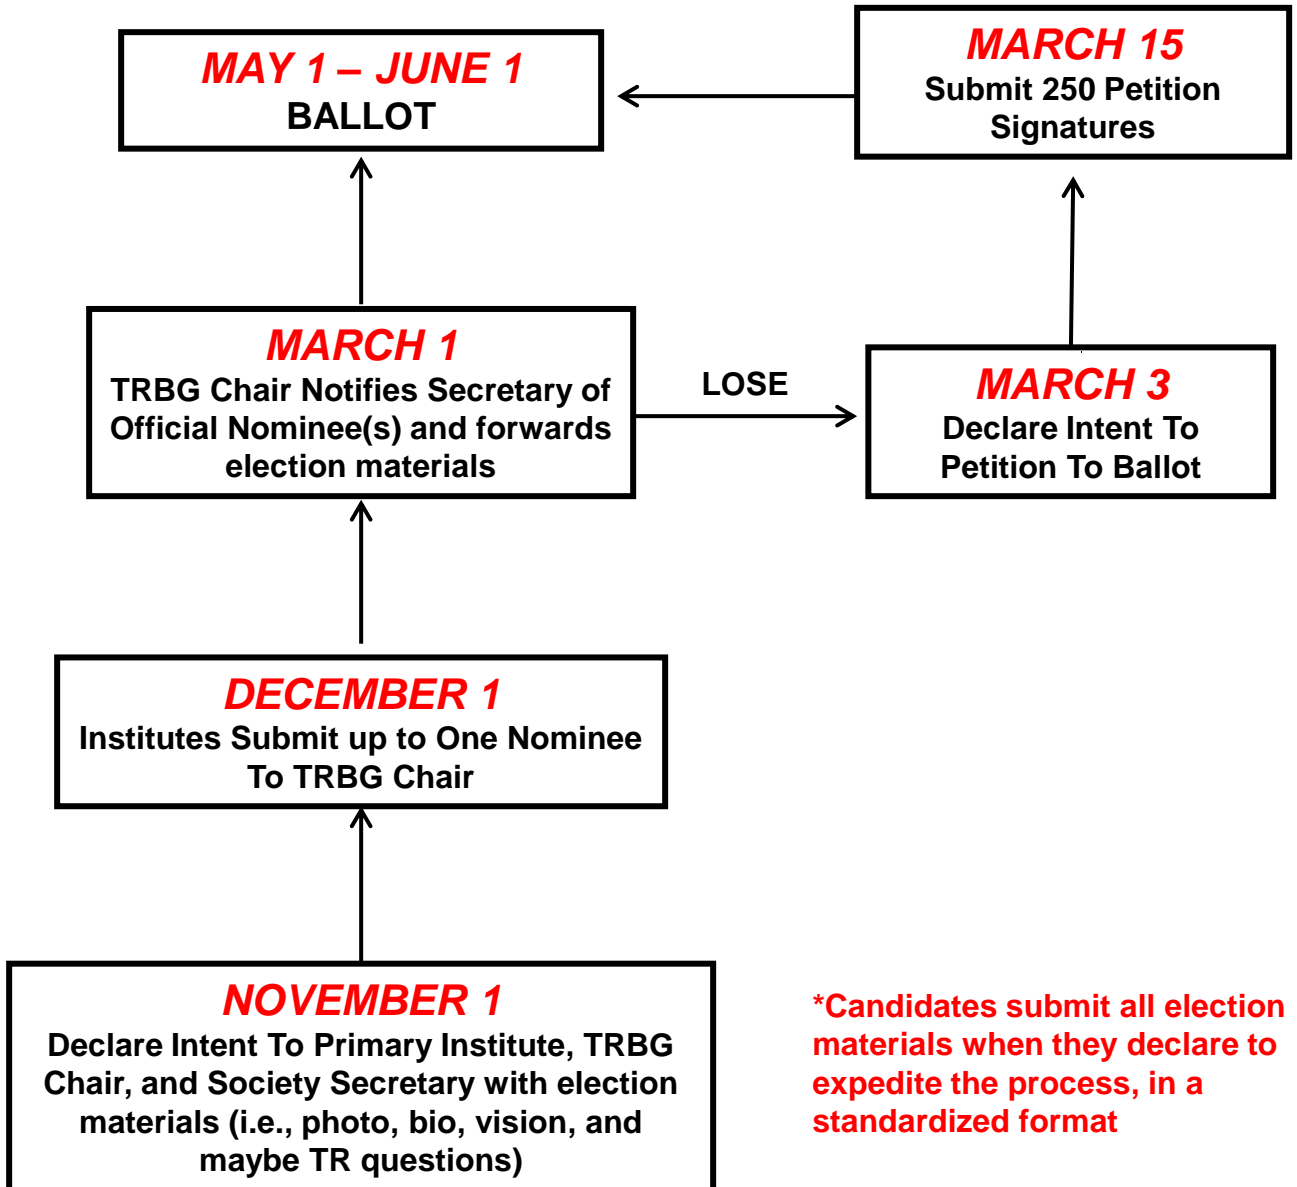 MAY 1 – JUNE 1
BALLOT
MARCH 15
Submit 250 Petition
Signatures
MARCH 1
TRBG Chair Notifies Secretary of
Official Nominee(s) and forwards
election materials
LOSE
MARCH 3
Declare Intent To
Petition To Ballot
DECEMBER 1
Institutes Submit up to One Nominee
To TRBG Chair
NOVEMBER 1
Declare Intent To Primary Institute, TRBG
Chair, and Society Secretary with election
materials (i.e., photo, bio, vision, and
maybe TR questions)
*Candidates submit all election
materials when they declare to
expedite the process, in a
standardized format